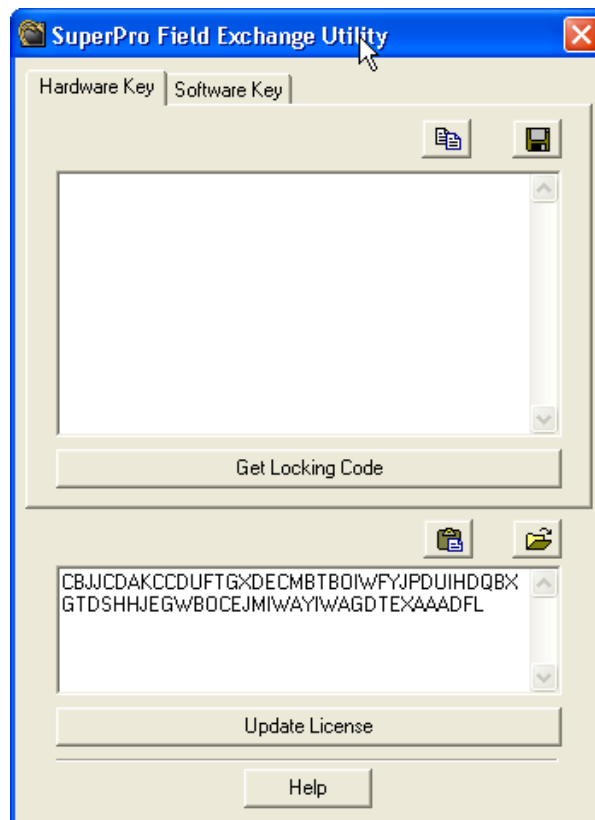 SuperPro Field Exchange Utility
Hardware Key
Software Key
Get Locking Code
CBJJCDAKCCDUFTGXDECMBTBOIWFYJPDUIHDQBX
GTDSHHJEGWBOCEJMIWAYIWAGDTEXAAADFL
Update License
Help